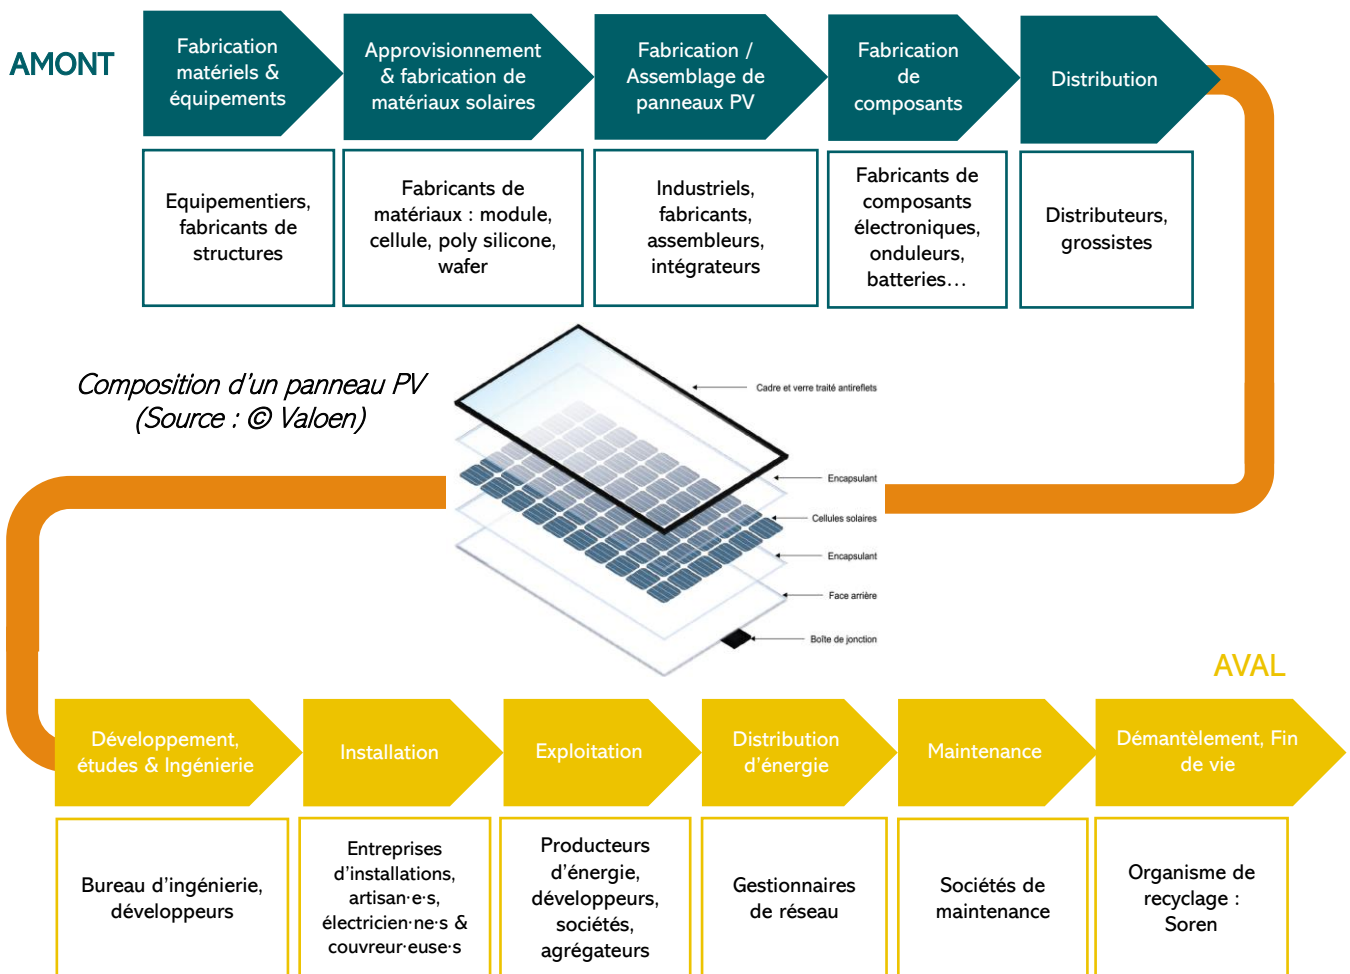 AMONT
Fabrication
matériels &
équipements
Approvisionnement
& fabrication de
matériaux solaires
Fabrication /
Assemblage de
panneaux PV
Fabrication
de
composants
Distribution
Equipementiers,
fabricants de
structures
Fabricants de
matériaux : module,
cellule, poly silicone,
wafer
Industriels,
fabricants,
assembleurs,
intégrateurs
Fabricants de
composants
électroniques,
onduleurs,
batteries…
Distributeurs,
grossistes
Composition d’un panneau PV
(Source : © Valoen)
Cadre et verre traité antireflets
Encapsulant
Cellules solaires
Encapsulant
Face arrière
Boîte de jonction
AVAL
Développement,
études & Ingénierie
Installation
Exploitation
Distribution
d’énergie
Maintenance
Démantèlement, Fin
de vie
Bureau d’ingénierie,
développeurs
Entreprises
d’installations,
artisan·e·s,
électricien·ne·s &
couvreur·euse·s
Producteurs
d’énergie,
développeurs,
sociétés,
agrégateurs
Gestionnaires
de réseau
Sociétés de
maintenance
Organisme de
recyclage :
Soren